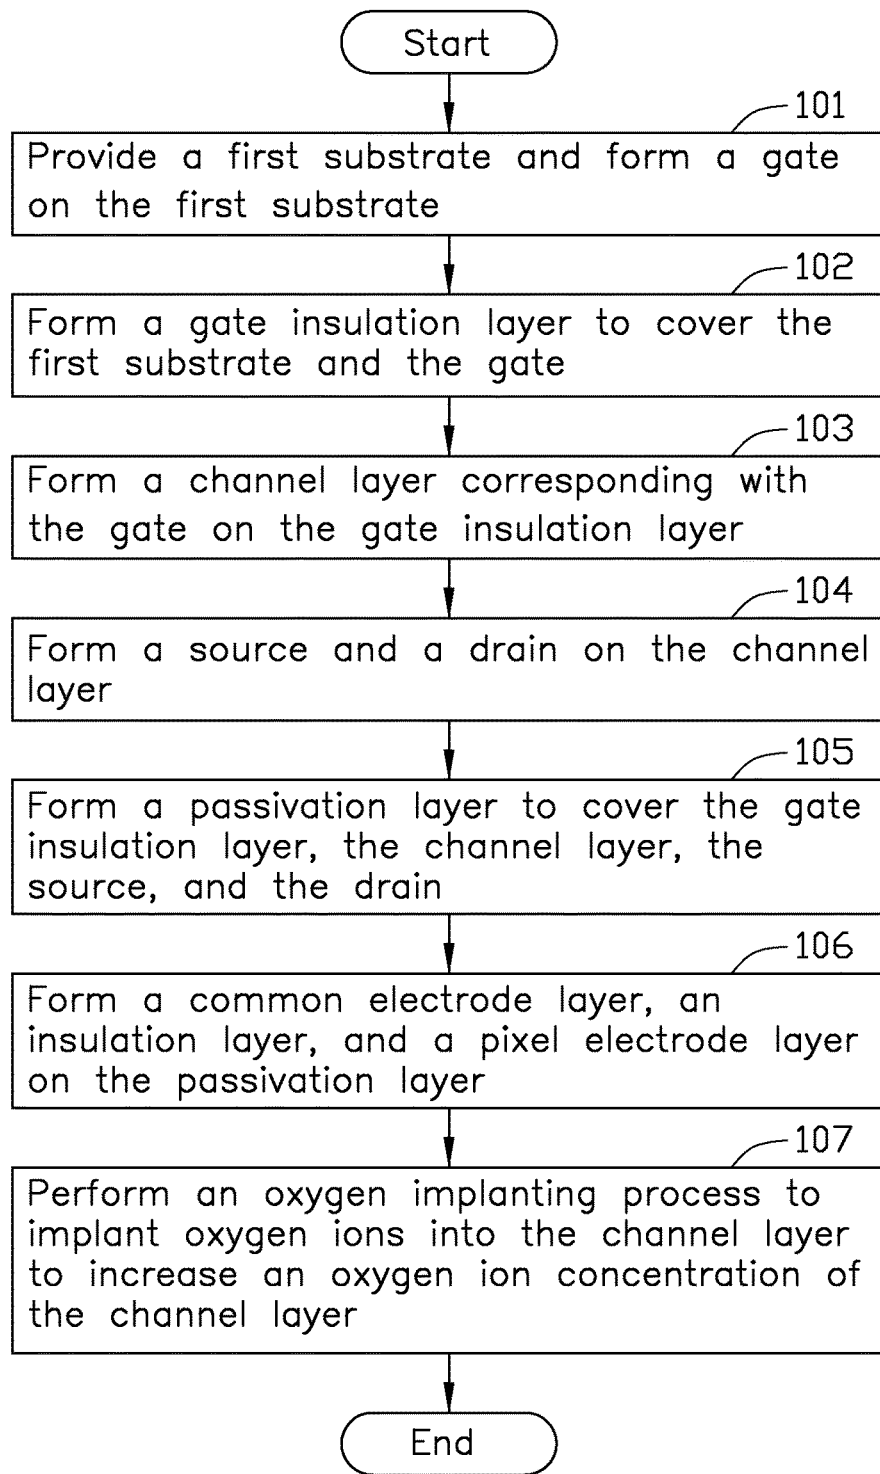 Start
101
Provide a first substrate and form a gate
on the first substrate
102
Form a gate insulation layer to cover the
first substrate and the gate
103
Form a channel layer corresponding with
the gate on the gate insulation layer
104
Form a source and a drain on the channel
layer
105
Form a passivation layer to cover the gate
insulation layer, the channel layer, the
source, and the drain
106
Form a common electrode layer, an
insulation layer, and a pixel electrode layer
on the passivation layer
107
Perform an oxygen implanting process to
implant oxygen ions into the channel layer
to increase an oxygen ion concentration of
the channel layer
End